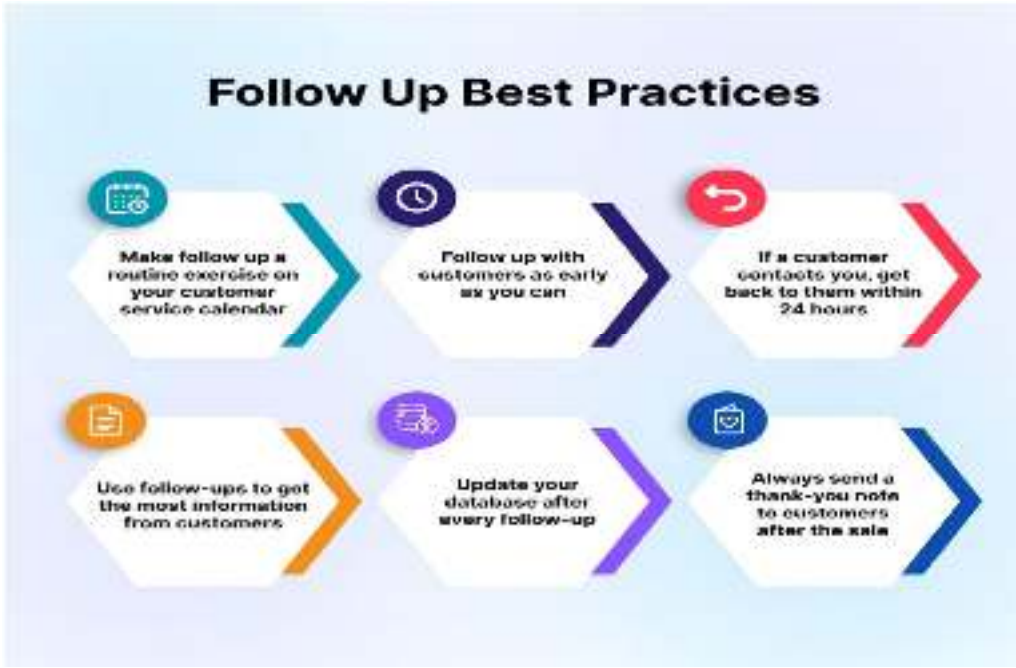 Follow Up Best Practices
Make follow up a
routine exercise on
your customer
service calendar
Follow up with
customers as early
as you can
If a customer
contacts you, get
back to them within
24 hours
Use follow-ups to get
the most information
from customers
Update your
database after
every follow-up
Always send a
thank-you note
to customers
after the sale